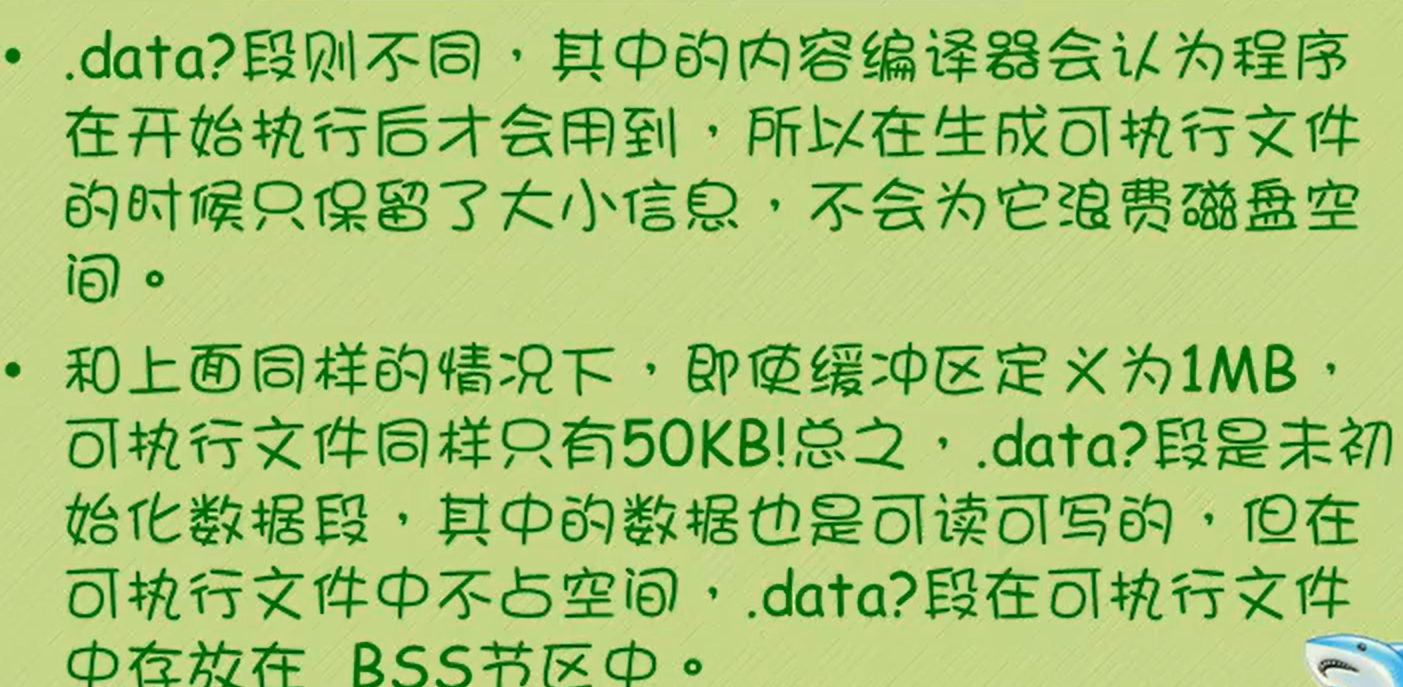 • .data?段则不同，其中的内容编译器会认为程序
在开始执行后才会用到，所以在生成可执行文件
的时候只保留了大小信息，不会为它浪费磁盘空
间。
• 和上面同样的情况下，即使缓冲区定义为1MB，
可执行文件同样只有50KB!总之，.data?段是未初
始化数据段，其中的数据也是可读可写的，但在
可执行文件中不占空间，.data?段在可执行文件
中存放在_BSS节区中。